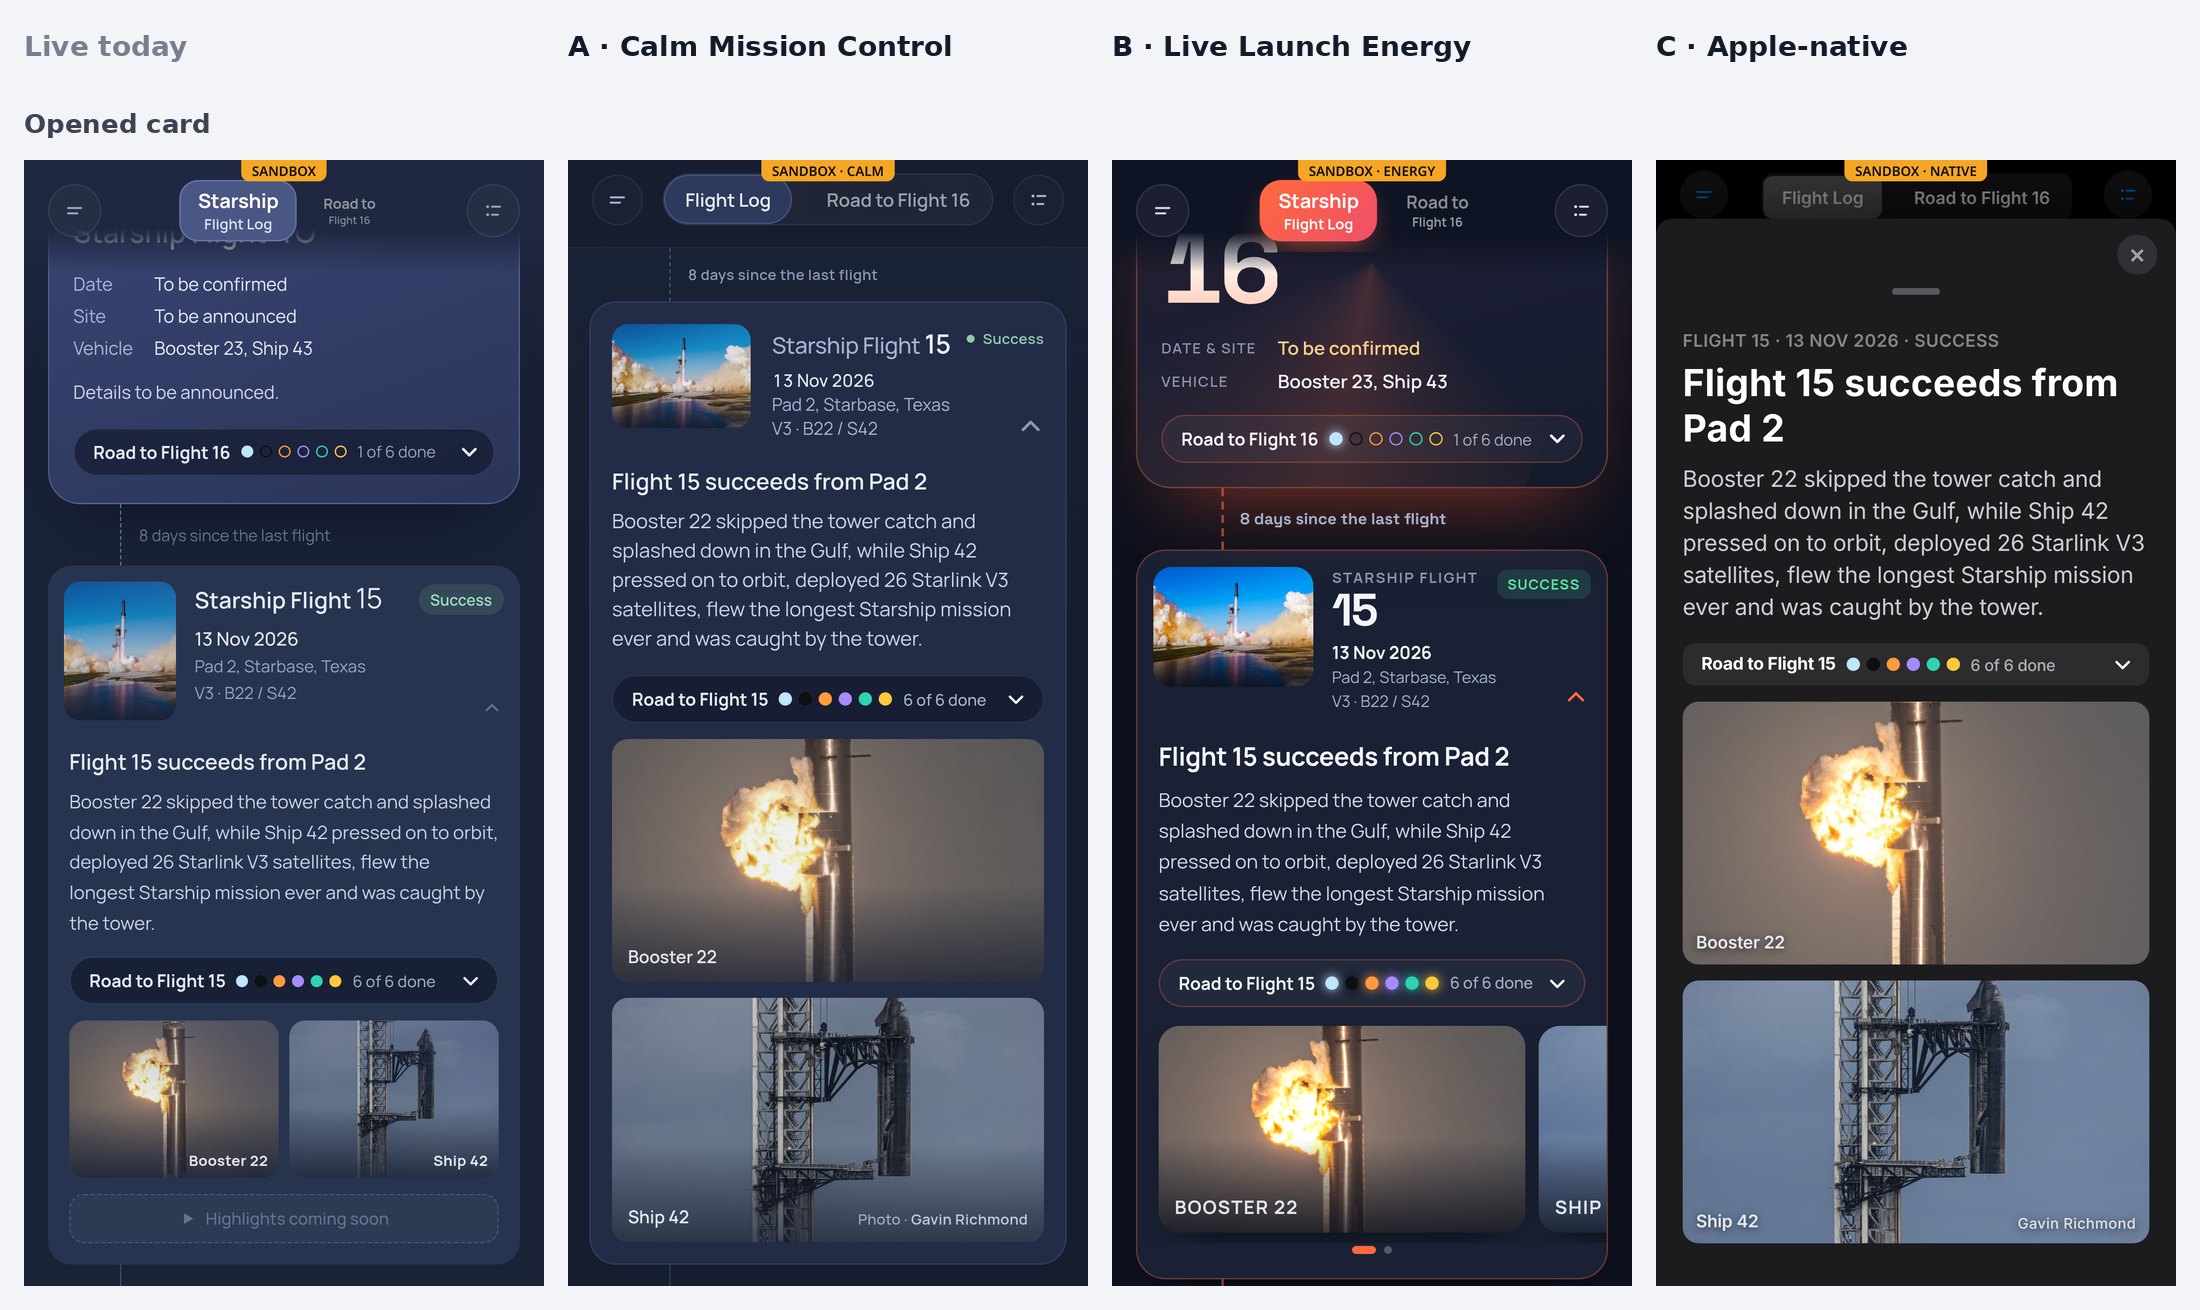 Live today
A · Calm Mission Control
B · Live Launch Energy
C · Apple-native
Opened card
SANDBOX
Starship
Flight Log
Road to
Flight 16
Starship Flight 16
Date To be confirmed
Site To be announced
Vehicle Booster 23, Ship 43
Details to be announced.
Road to Flight 16 1 of 6 done
8 days since the last flight
Starship Flight 15 Success
13 Nov 2026
Pad 2, Starbase, Texas
V3 · B22 / S42
Flight 15 succeeds from Pad 2
Booster 22 skipped the tower catch and splashed
down in the Gulf, while Ship 42 pressed on to orbit,
deployed 26 Starlink V3 satellites, flew the
longest Starship mission ever and was caught by
the tower.
Road to Flight 15 6 of 6 done
Booster 22
Ship 42
Highlights coming soon
SANDBOX · CALM
Flight Log
Road to Flight 16
8 days since the last flight
Starship Flight 15 Success
13 Nov 2026
Pad 2, Starbase, Texas
V3 · B22 / S42
Flight 15 succeeds from Pad 2
Booster 22 skipped the tower catch and
splashed down in the Gulf, while Ship 42
pressed on to orbit, deployed 26 Starlink V3
satellites, flew the longest Starship mission
ever and was caught by the tower.
Road to Flight 15 6 of 6 done
Booster 22
Ship 42
Photo · Gavin Richmond
SANDBOX · ENERGY
Starship
Flight Log
Road to
Flight 16
16
DATE & SITE To be confirmed
VEHICLE Booster 23, Ship 43
Road to Flight 16 1 of 6 done
8 days since the last flight
STARSHIP FLIGHT SUCCESS
15
13 Nov 2026
Pad 2, Starbase, Texas
V3 · B22 / S42
Flight 15 succeeds from Pad 2
Booster 22 skipped the tower catch and
splashed down in the Gulf, while Ship 42
pressed on to orbit, deployed 26 Starlink V3
satellites, flew the longest Starship mission
ever and was caught by the tower.
Road to Flight 15 6 of 6 done
BOOSTER 22
SHIP
SANDBOX · NATIVE
Flight Log
Road to Flight 16
FLIGHT 15 · 13 NOV 2026 · SUCCESS
Flight 15 succeeds from
Pad 2
Booster 22 skipped the tower catch and
splashed down in the Gulf, while Ship 42
pressed on to orbit, deployed 26 Starlink V3
satellites, flew the longest Starship mission
ever and was caught by the tower.
Road to Flight 15 6 of 6 done
Booster 22
Ship 42
Gavin Richmond